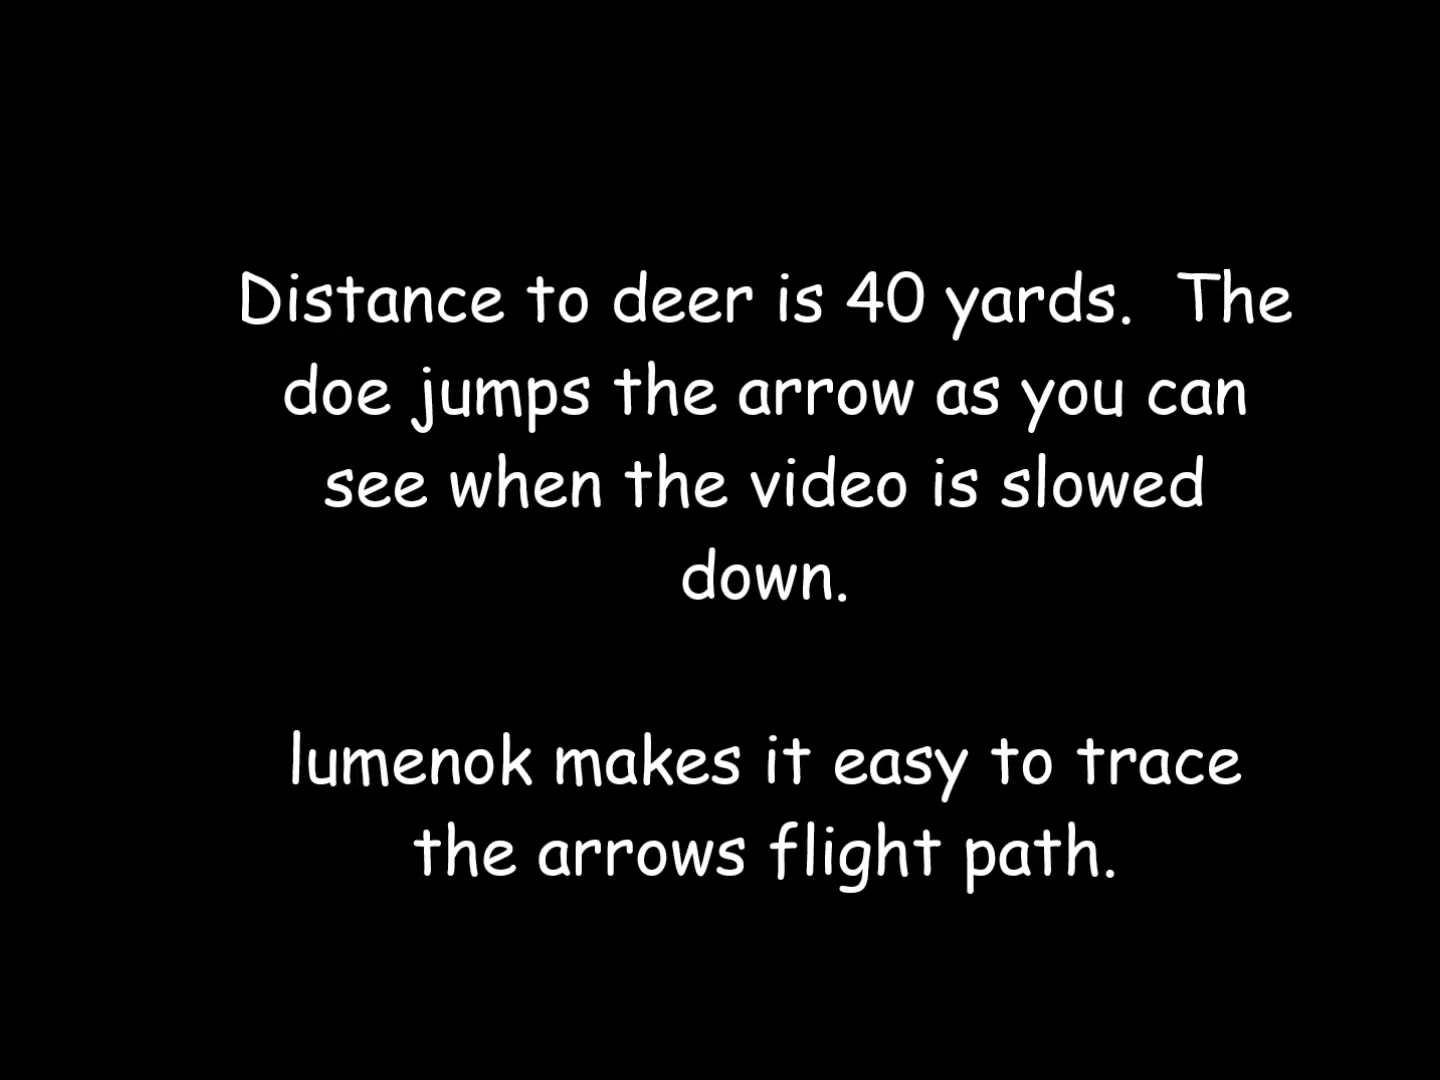 Distance to deer is 40 yards.  The
doe jumps the arrow as you can
see when the video is slowed
down.
lumenok makes it easy to trace
the arrows flight path.